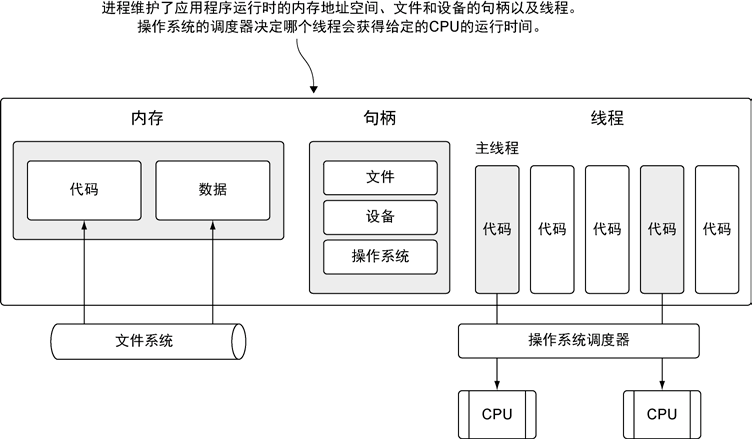 进程维护了应用程序运行时的内存地址空间、文件和设备的句柄以及线程。
操作系统的调度器决定哪个线程会获得给定的CPU的运行时间。
内存
句柄
线程
主线程
代码
数据
文件
设备
操作系统
代码
代码
代码
代码
代码
文件系统
操作系统调度器
CPU
CPU